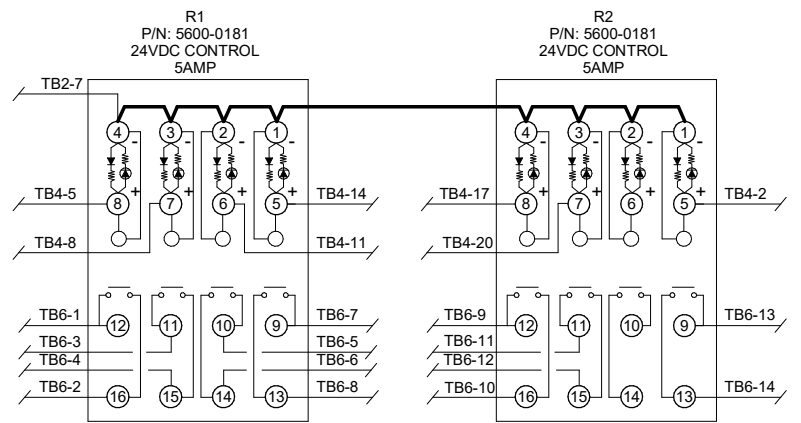 R1
P/N: 5600-0181
24VDC CONTROL
5AMP
R2
P/N: 5600-0181
24VDC CONTROL
5AMP
TB2-7
4 3 2 1
4 3 2 1
- - - -
- - - -
+ + + +
+ + + +
TB4-5 8 7 6 5 TB4-14
TB4-17 8 7 6 5 TB4-2
TB4-8 TB4-11
TB4-20
TB6-1 12 11 10 9 TB6-7
TB6-9 12 11 10 9 TB6-13
TB6-3 TB6-5
TB6-11
TB6-4 TB6-6
TB6-12
TB6-2 16 15 14 13 TB6-8
TB6-10 16 15 14 13 TB6-14